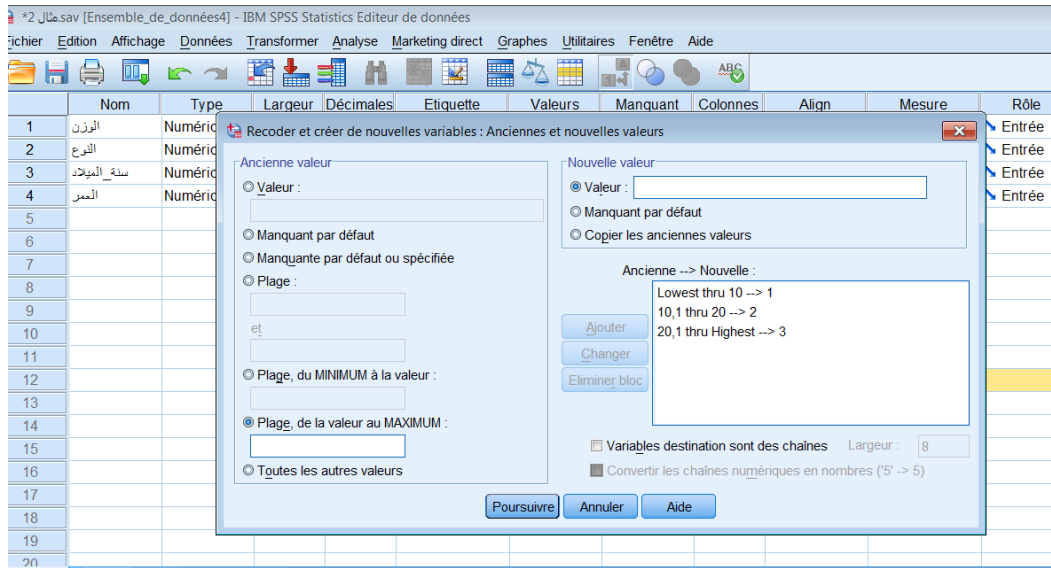 *مثال 2.sav [Ensemble_de_données4] - IBM SPSS Statistics Editeur de données
Fichier Edition Affichage Données Transformer Analyse Marketing direct Graphes Utilitaires Fenêtre Aide
Nom Type Largeur Décimales Etiquette Valeurs Manquant Colonnes Align Mesure Rôle
1 الوزن Numériq Entrée
2 النوع Numériq Entrée
3 سنة_الميلاد Numériq Entrée
4 العمر Numériq Entrée
5
6
7
8
9
10
11
12
13
14
15
16
17
18
19
20
Recoder et créer de nouvelles variables : Anciennes et nouvelles valeurs
Ancienne valeur
Valeur :
Manquant par défaut
Manquante par défaut ou spécifiée
Plage :
et
Plage, du MINIMUM à la valeur :
Plage, de la valeur au MAXIMUM :
Toutes les autres valeurs
Nouvelle valeur
Valeur :
Manquant par défaut
Copier les anciennes valeurs
Ancienne --> Nouvelle :
Lowest thru 10 --> 1
10,1 thru 20 --> 2
20,1 thru Highest --> 3
Ajouter
Changer
Eliminer bloc
Variables destination sont des chaînes Largeur : 8
Convertir les chaînes numériques en nombres ('5' -> 5)
Poursuivre Annuler Aide